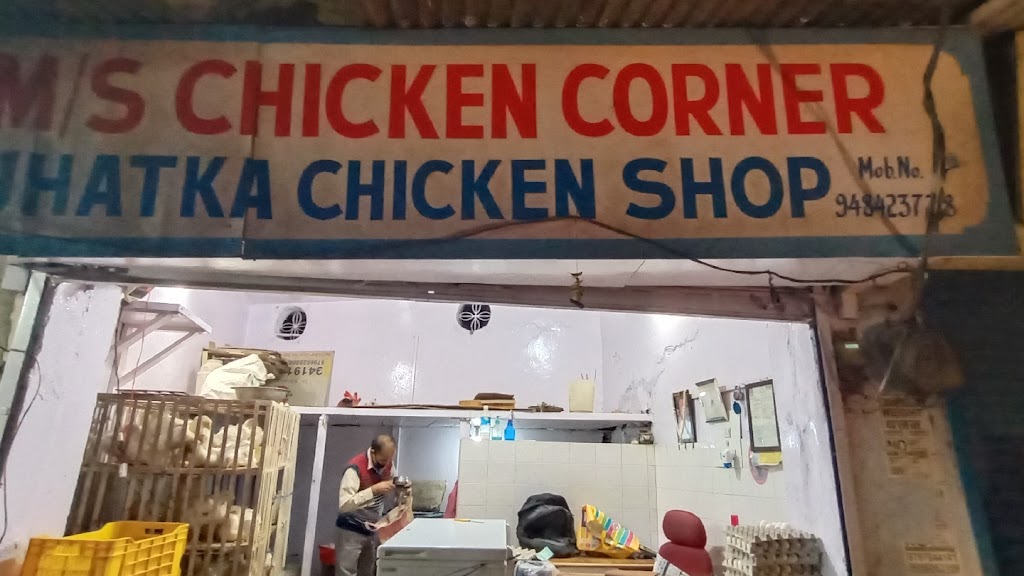 M/S CHICKEN CORNER
JHATKA CHICKEN SHOP
Mob.No.